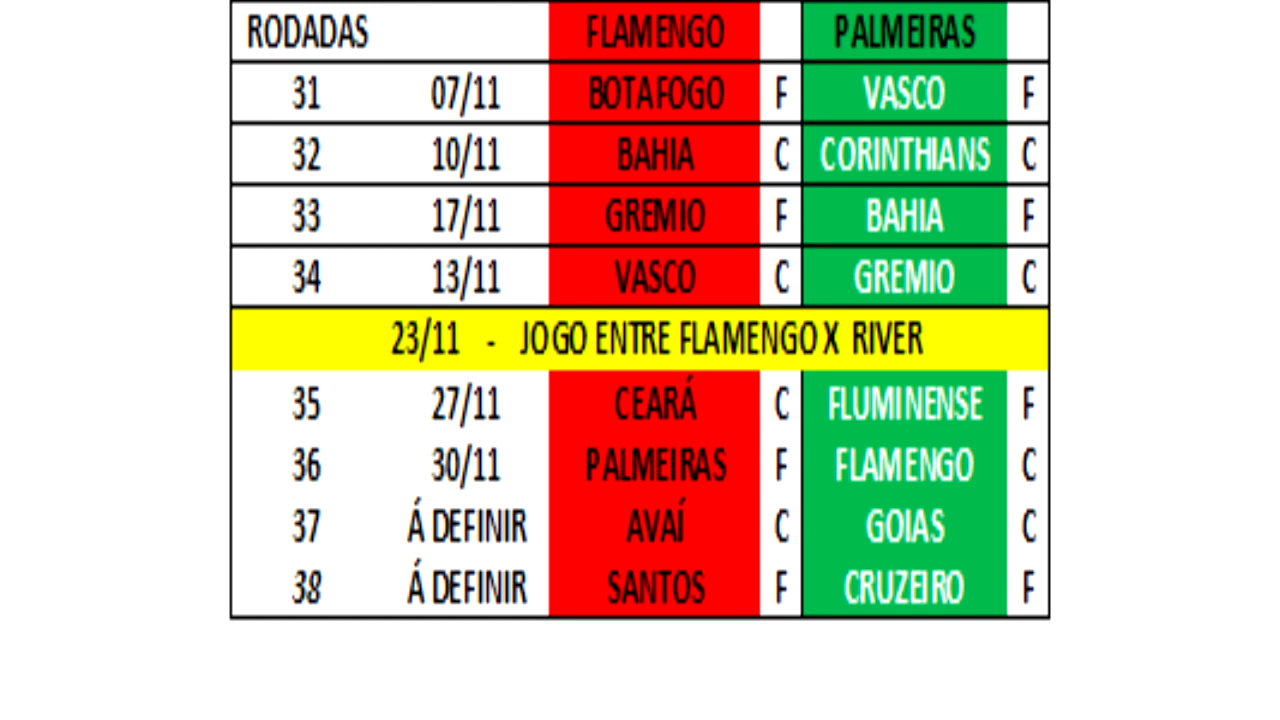 RODADAS FLAMENGO PALMEIRAS
31 07/11 BOTAFOGO F VASCO F
32 10/11 BAHIA C CORINTHIANS C
33 17/11 GREMIO F BAHIA F
34 13/11 VASCO C GREMIO C
23/11 - JOGO ENTRE FLAMENGO X RIVER
35 27/11 CEARÁ C FLUMINENSE F
36 30/11 PALMEIRAS F FLAMENGO C
37 Á DEFINIR AVAÍ C GOIAS C
38 Á DEFINIR SANTOS F CRUZEIRO F